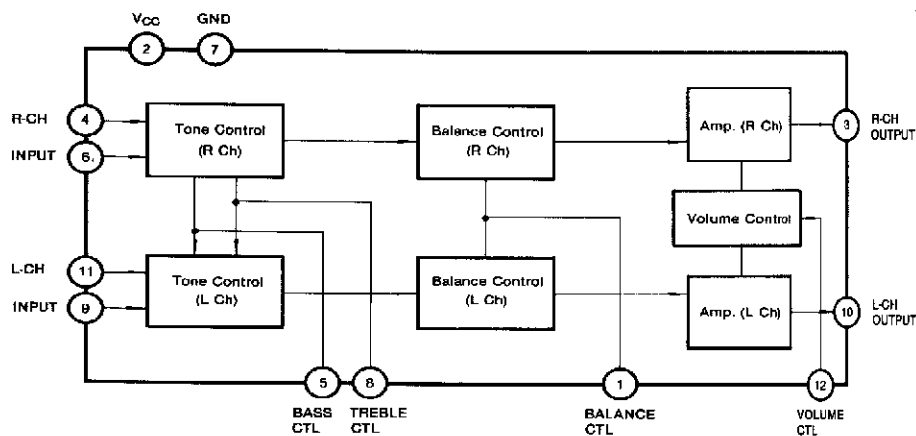 VCC
GND
2
7
R-CH
4
INPUT
6
Tone Control
(R Ch)
Balance Control
(R Ch)
Amp. (R Ch)
3
R-CH
OUTPUT
Volume Control
L-CH
11
INPUT
9
Tone Control
(L Ch)
Balance Control
(L Ch)
Amp. (L Ch)
10
L-CH
OUTPUT
5
8
1
12
BASS
CTL
TREBLE
CTL
BALANCE
CTL
VOLUME
CTL